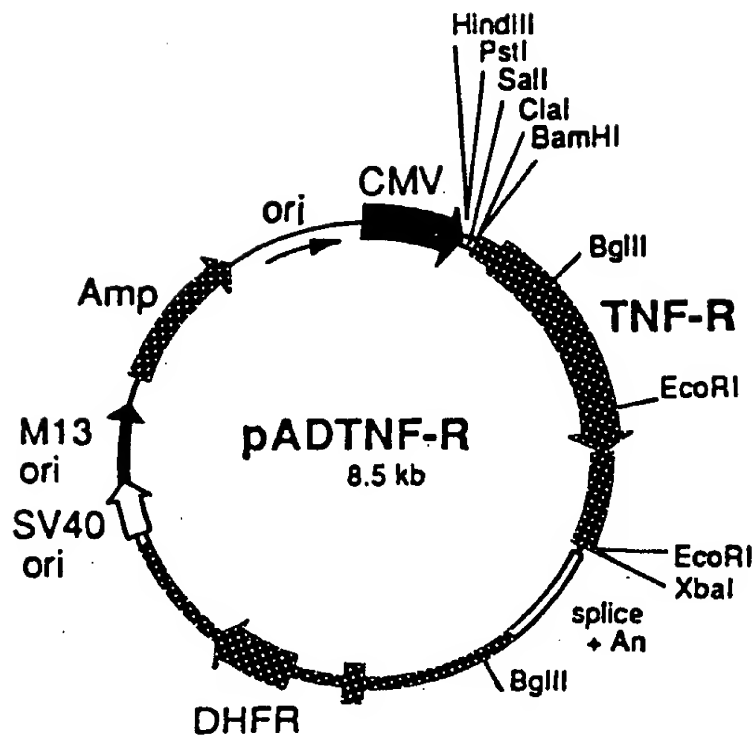 HindIII
PstI
SalI
ClaI
BamHI
CMV
ori
BglII
Amp
TNF-R
EcoRI
M13
ori
pADTNF-R
8.5 kb
SV40
ori
EcoRI
XbaI
splice
+ An
BglII
DHFR